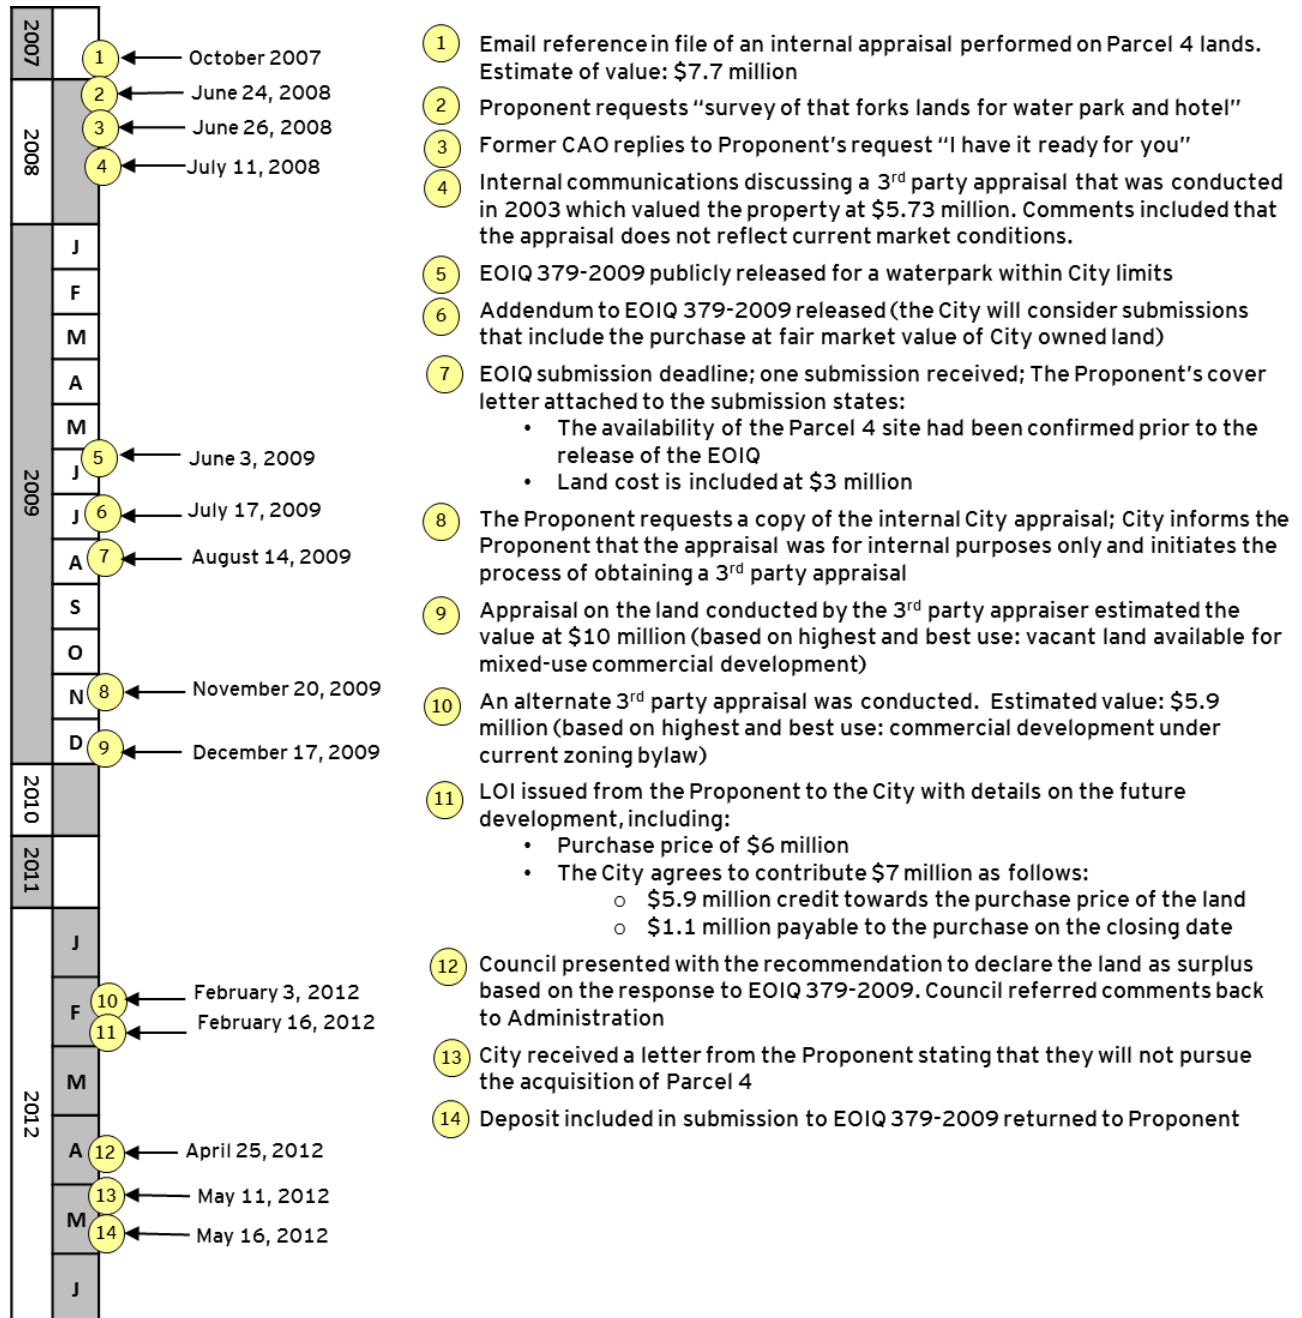 2007
1
October 2007
2008
2
June 24, 2008
3
June 26, 2008
4
July 11, 2008
2009
J
F
M
A
M
J
5
June 3, 2009
J
6
July 17, 2009
A
7
August 14, 2009
S
O
N
8
November 20, 2009
D
9
December 17, 2009
2010
2011
2012
J
F
10
February 3, 2012
11
February 16, 2012
M
A
12
April 25, 2012
M
13
May 11, 2012
14
May 16, 2012
J
1 Email reference in file of an internal appraisal performed on Parcel 4 lands.
Estimate of value: $7.7 million
2 Proponent requests "survey of that forks lands for water park and hotel"
3 Former CAO replies to Proponent's request "I have it ready for you"
4 Internal communications discussing a 3rd party appraisal that was conducted
in 2003 which valued the property at $5.73 million. Comments included that
the appraisal does not reflect current market conditions.
5 EOIQ 379-2009 publicly released for a waterpark within City limits
6 Addendum to EOIQ 379-2009 released (the City will consider submissions
that include the purchase at fair market value of City owned land)
7 EOIQ submission deadline; one submission received; The Proponent's cover
letter attached to the submission states:
• The availability of the Parcel 4 site had been confirmed prior to the
release of the EOIQ
• Land cost is included at $3 million
8 The Proponent requests a copy of the internal City appraisal; City informs the
Proponent that the appraisal was for internal purposes only and initiates the
process of obtaining a 3rd party appraisal
9 Appraisal on the land conducted by the 3rd party appraiser estimated the
value at $10 million (based on highest and best use: vacant land available for
mixed-use commercial development)
10 An alternate 3rd party appraisal was conducted. Estimated value: $5.9
million (based on highest and best use: commercial development under
current zoning bylaw)
11 LOI issued from the Proponent to the City with details on the future
development, including:
• Purchase price of $6 million
• The City agrees to contribute $7 million as follows:
o $5.9 million credit towards the purchase price of the land
o $1.1 million payable to the purchase on the closing date
12 Council presented with the recommendation to declare the land as surplus
based on the response to EOIQ 379-2009. Council referred comments back
to Administration
13 City received a letter from the Proponent stating that they will not pursue
the acquisition of Parcel 4
14 Deposit included in submission to EOIQ 379-2009 returned to Proponent